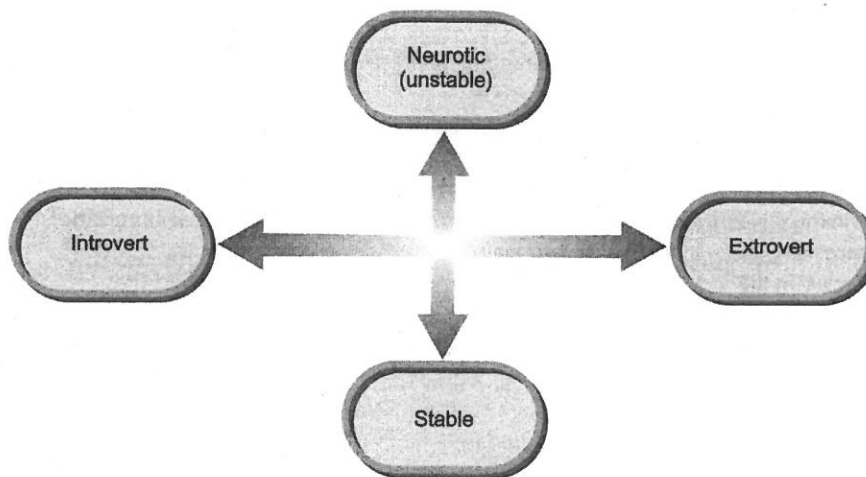 Neurotic
(unstable)
Introvert
Extrovert
Stable